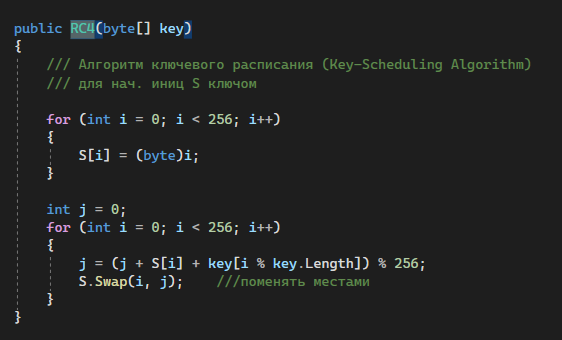 public RC4(byte[] key)
{
/// Алгоритм ключевого расписания (Key-Scheduling Algorithm)
/// для нач. иниц S ключом
for (int i = 0; i < 256; i++)
{
S[i] = (byte)i;
}
int j = 0;
for (int i = 0; i < 256; i++)
{
j = (j + S[i] + key[i % key.Length]) % 256;
S.Swap(i, j); ///поменять местами
}
}